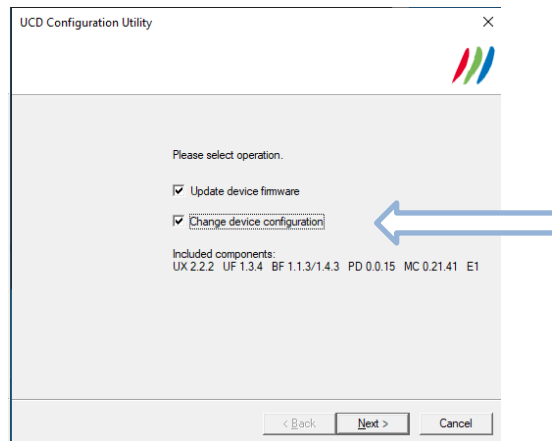 UCD Configuration Utility
Please select operation.
Update device firmware
Change device configuration
Included components:
UX 2.2.2 UF 1.3.4 BF 1.1.3/1.4.3 PD 0.0.15 MC 0.21.41 E1
< Back Next > Cancel